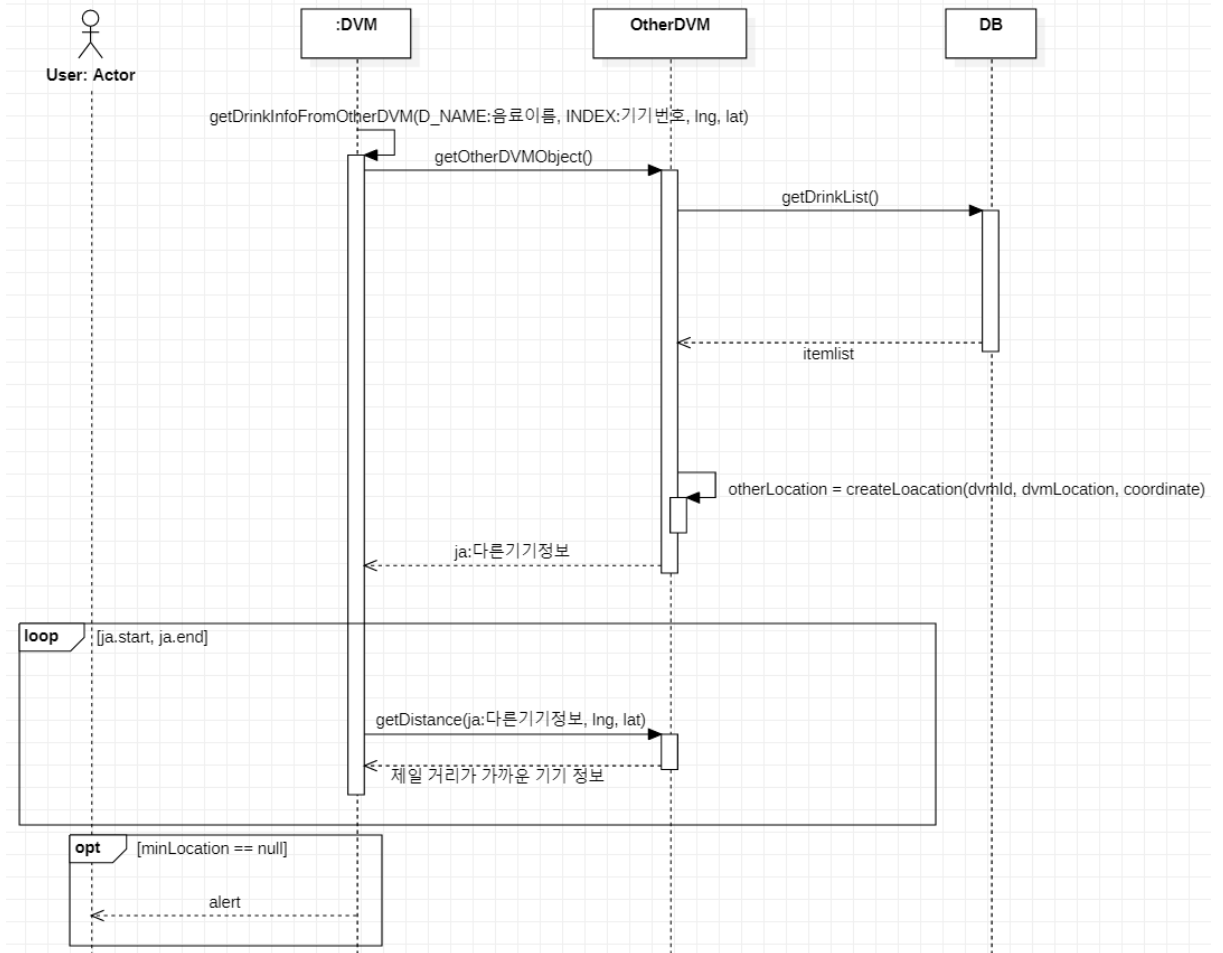 :DVM
OtherDVM
DB
User: Actor
getDrinkInfoFromOtherDVM(D_NAME:음료이름, INDEX:기기번호, lng, lat)
getOtherDVMObject()
getDrinkList()
itemlist
otherLocation = createLoacation(dvmId, dvmLocation, coordinate)
ja:다른기기정보
loop
[ja.start, ja.end]
getDistance(ja:다른기기정보, lng, lat)
제일 거리가 가까운 기기 정보
opt
[minLocation == null]
alert